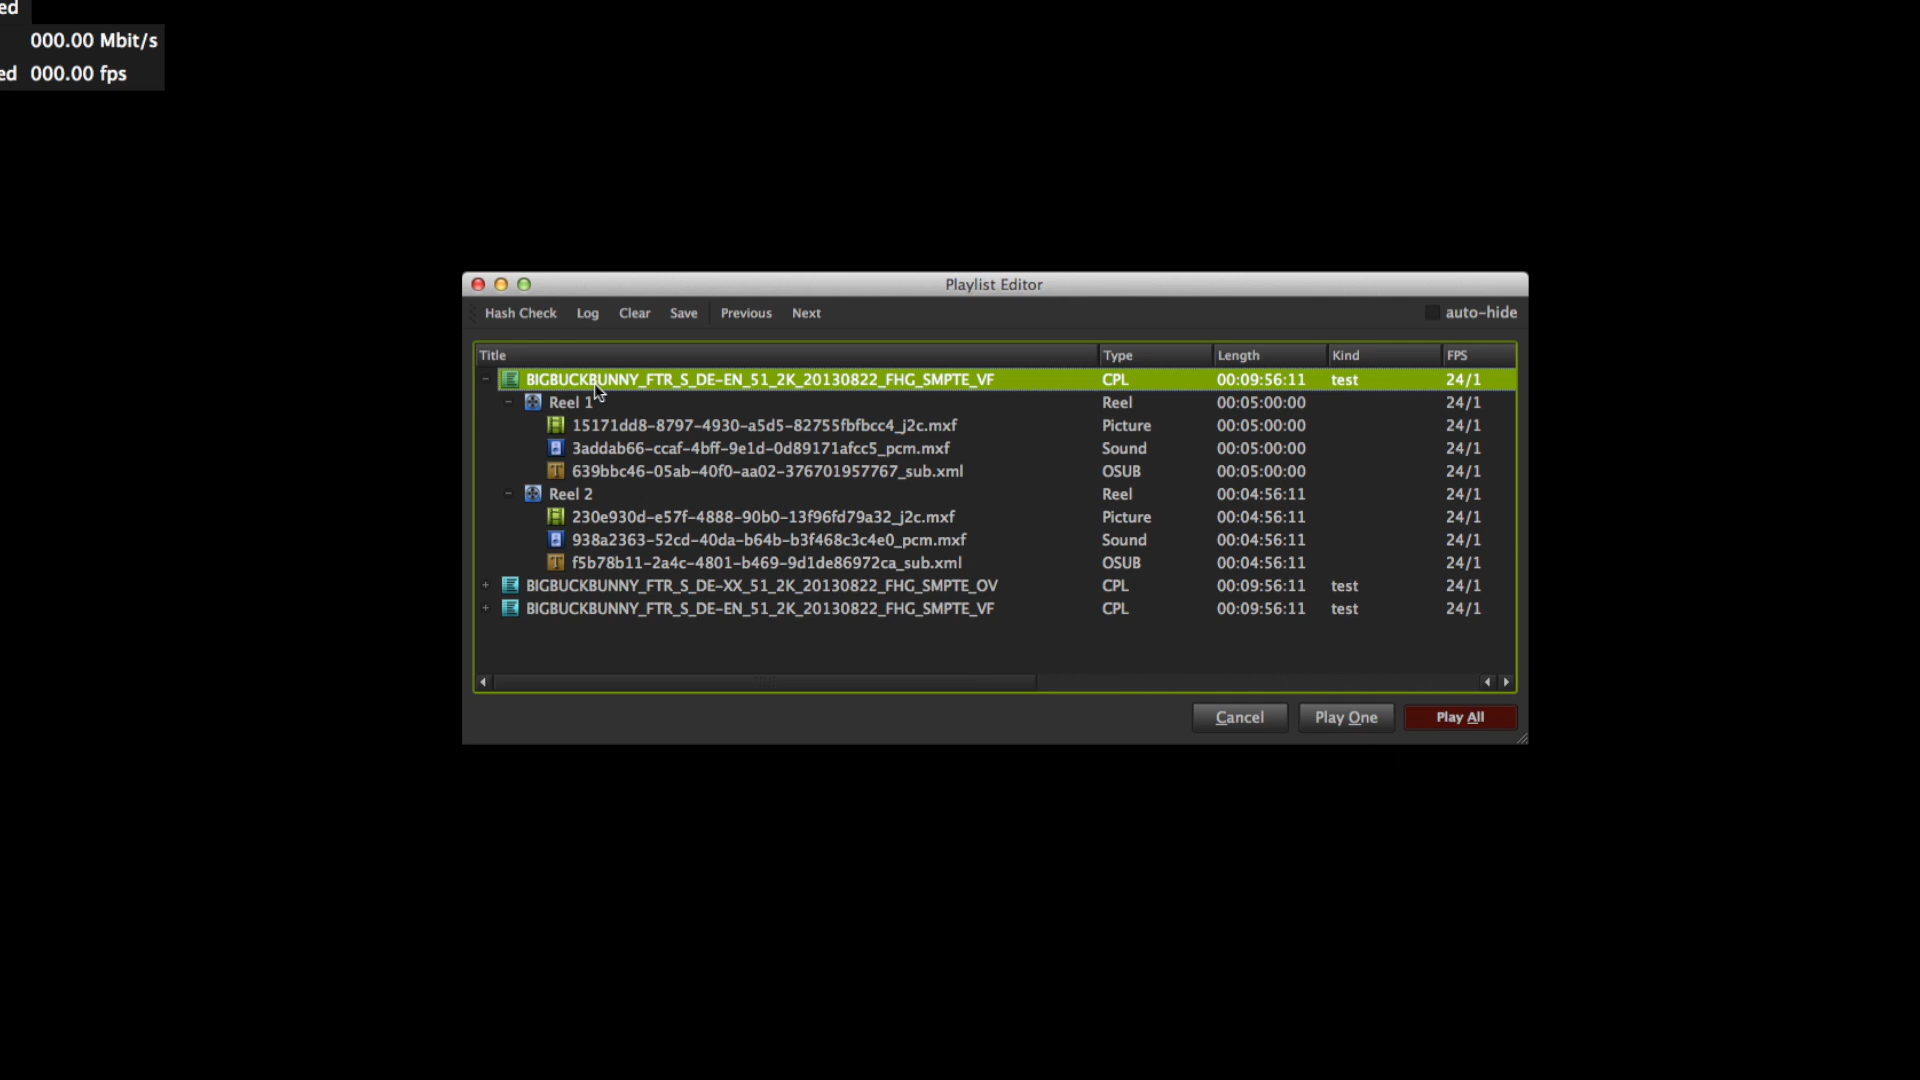 ed
000.00 Mbit/s
ed 000.00 fps
Playlist Editor
Hash Check Log Clear Save Previous Next auto-hide
Title Type Length Kind FPS
BIGBUCKBUNNY_FTR_S_DE-EN_51_2K_20130822_FHG_SMPTE_VF CPL 00:09:56:11 test 24/1
Reel 1 Reel 00:05:00:00 24/1
15171dd8-8797-4930-a5d5-82755fbfbcc4_j2c.mxf Picture 00:05:00:00 24/1
3addab66-ccaf-4bff-9e1d-0d89171afcc5_pcm.mxf Sound 00:05:00:00 24/1
639bbc46-05ab-40f0-aa02-376701957767_sub.xml OSUB 00:05:00:00 24/1
Reel 2 Reel 00:04:56:11 24/1
230e930d-e57f-4888-90b0-13f96fd79a32_j2c.mxf Picture 00:04:56:11 24/1
938a2363-52cd-40da-b64b-b3f468c3c4e0_pcm.mxf Sound 00:04:56:11 24/1
f5b78b11-2a4c-4801-b469-9d1de86972ca_sub.xml OSUB 00:04:56:11 24/1
BIGBUCKBUNNY_FTR_S_DE-XX_51_2K_20130822_FHG_SMPTE_OV CPL 00:09:56:11 test 24/1
BIGBUCKBUNNY_FTR_S_DE-EN_51_2K_20130822_FHG_SMPTE_VF CPL 00:09:56:11 test 24/1
Cancel Play One Play All